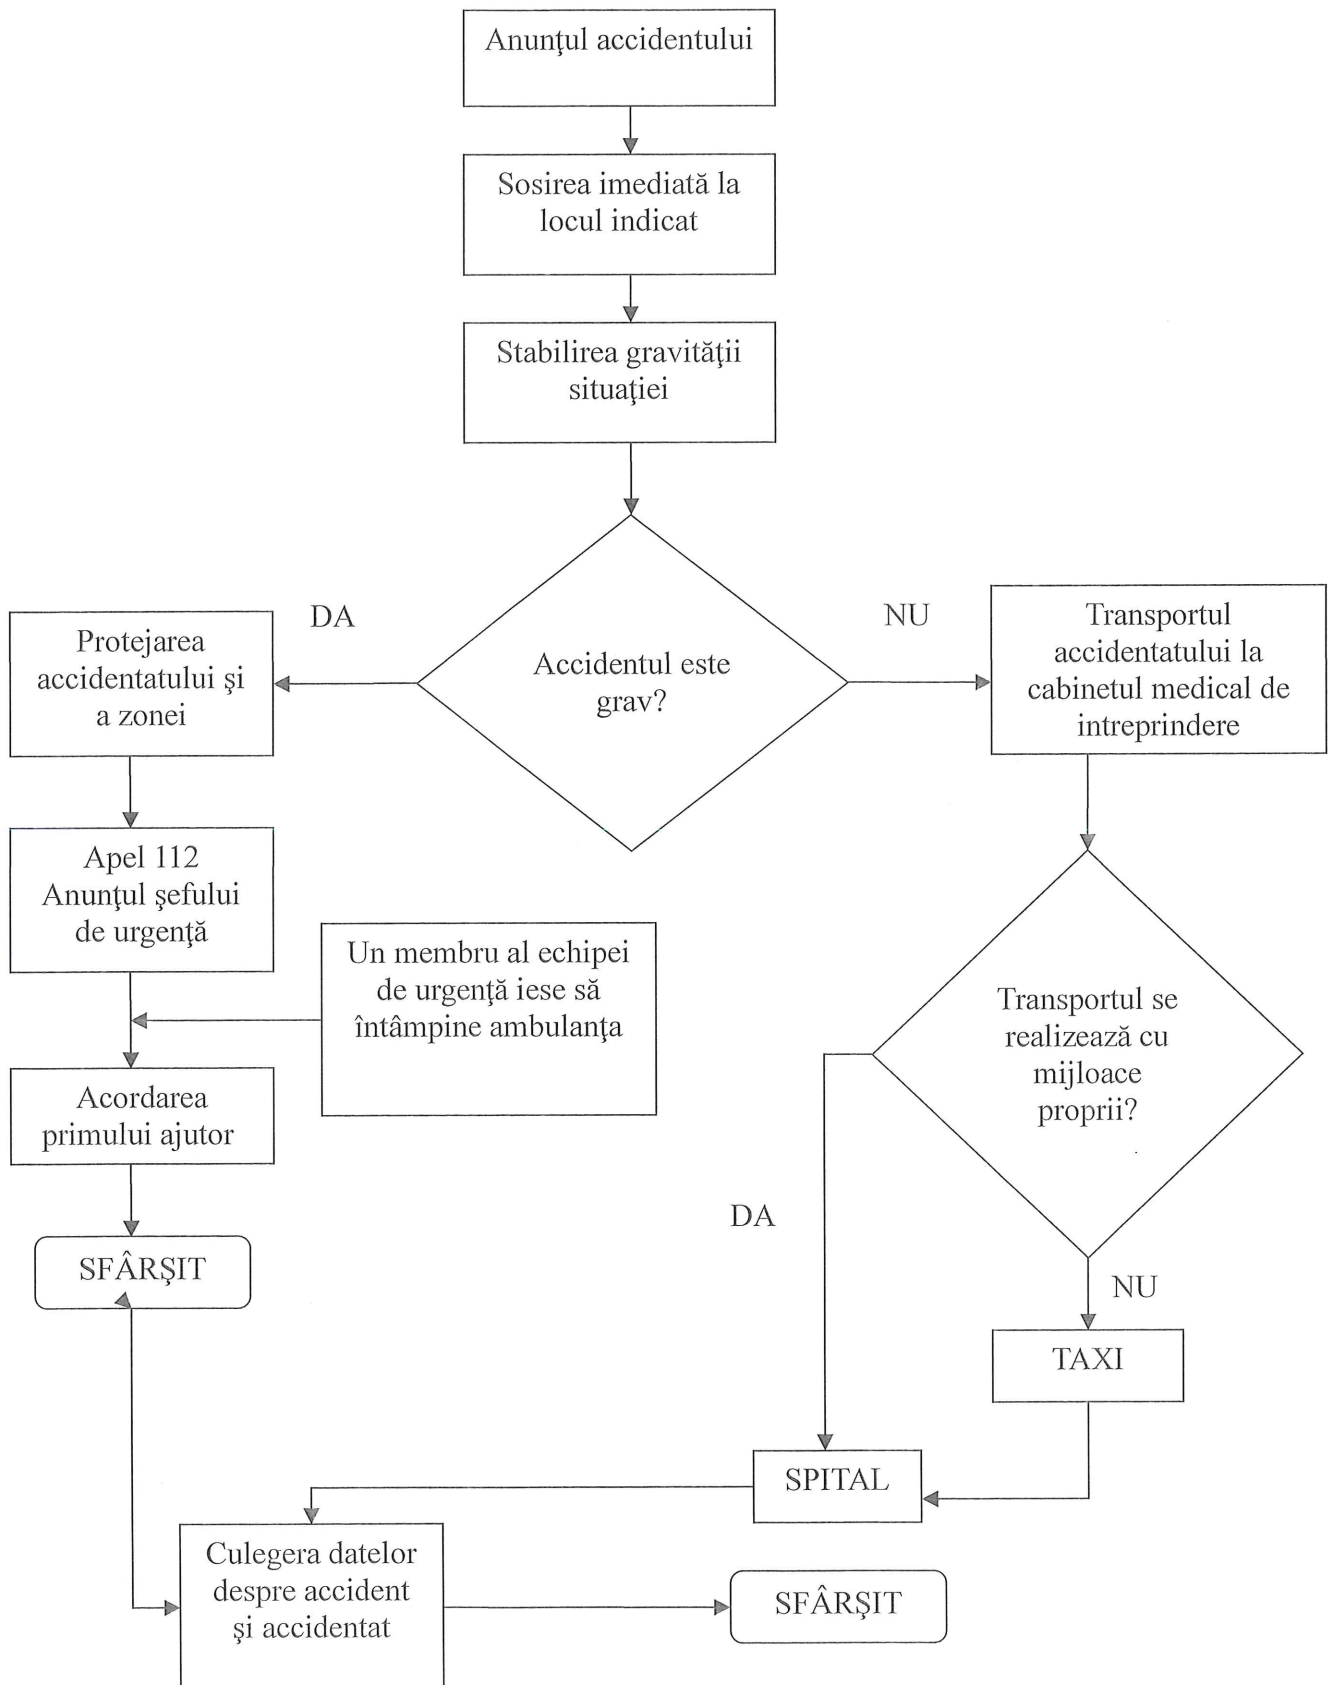 Anunţul accidentului
Sosirea imediată la
locul indicat
Stabilirea gravităţii
situaţiei
Accidentul este
grav?
DA
NU
Protejarea
accidentatului şi
a zonei
Transportul
accidentatului la
cabinetul medical de
intreprindere
Apel 112
Anunţul şefului
de urgenţă
Un membru al echipei
de urgenţă iese să
întâmpine ambulanţa
Acordarea
primului ajutor
SFÂRŞIT
Transportul se
realizează cu
mijloace
proprii?
DA
NU
TAXI
SPITAL
Culegera datelor
despre accident
şi accidentat
SFÂRŞIT